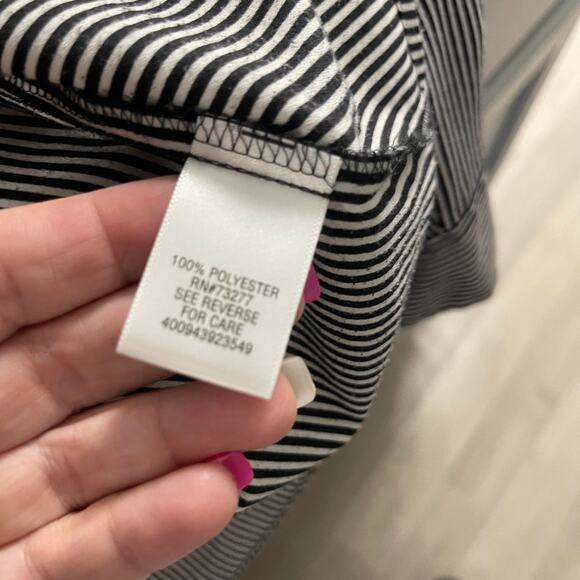 100% POLYESTER
RN#73277
SEE REVERSE
FOR CARE
400943923549